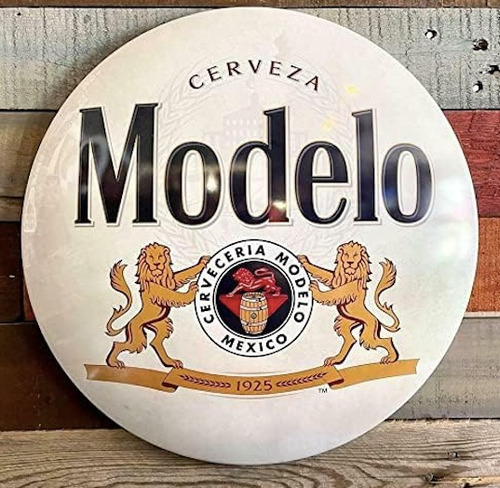 CERVEZA
Modelo
CERVECERIA MODELO
MEXICO
1925
TM